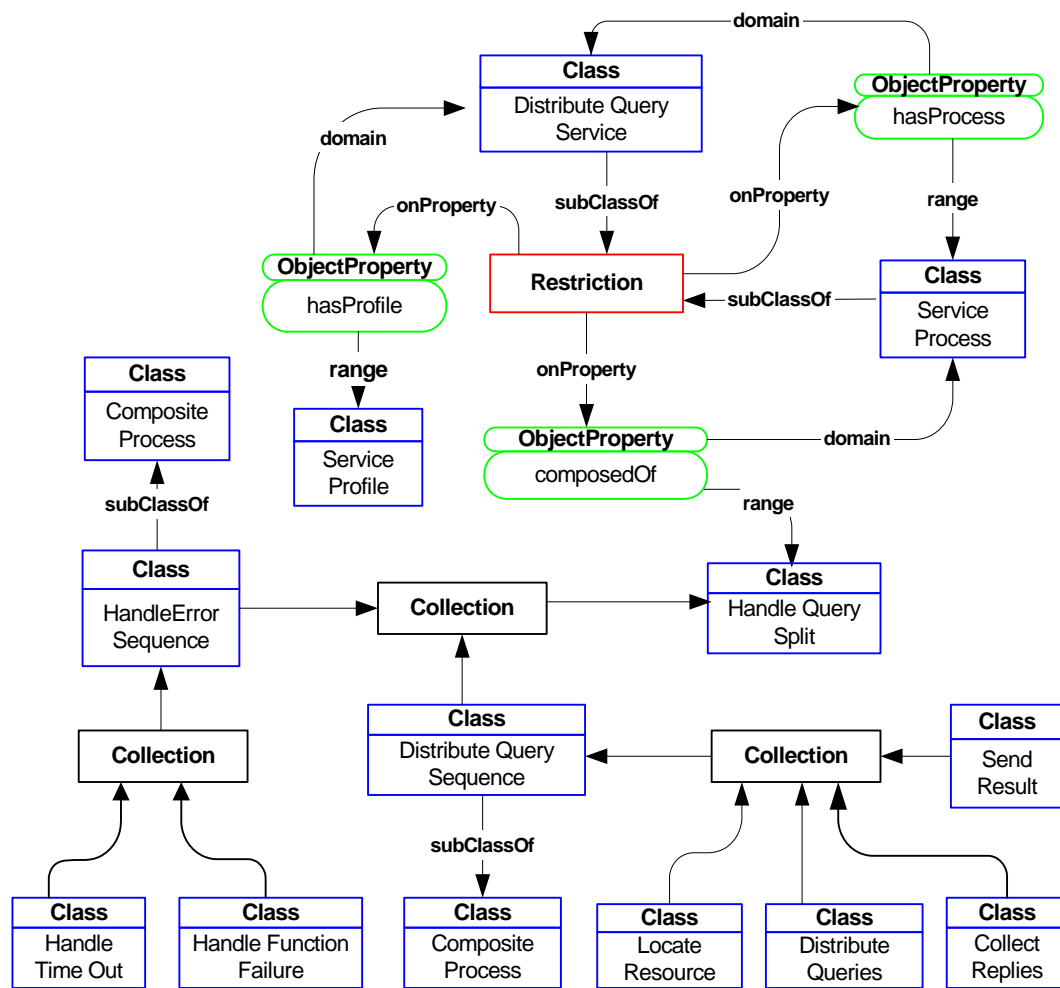 domain
Class
Distribute Query
Service
ObjectProperty
hasProcess
domain
subClassOf
onProperty
onProperty
range
ObjectProperty
hasProfile
Restriction
Class
Service
Process
subClassOf
range
onProperty
Class
Composite
Process
Class
Service
Profile
ObjectProperty
composedOf
domain
range
subClassOf
Class
HandleError
Sequence
Collection
Class
Handle Query
Split
Collection
Class
Distribute Query
Sequence
Collection
Class
Send
Result
subClassOf
Class
Handle
Time Out
Class
Handle Function
Failure
Class
Composite
Process
Class
Locate
Resource
Class
Distribute
Queries
Class
Collect
Replies